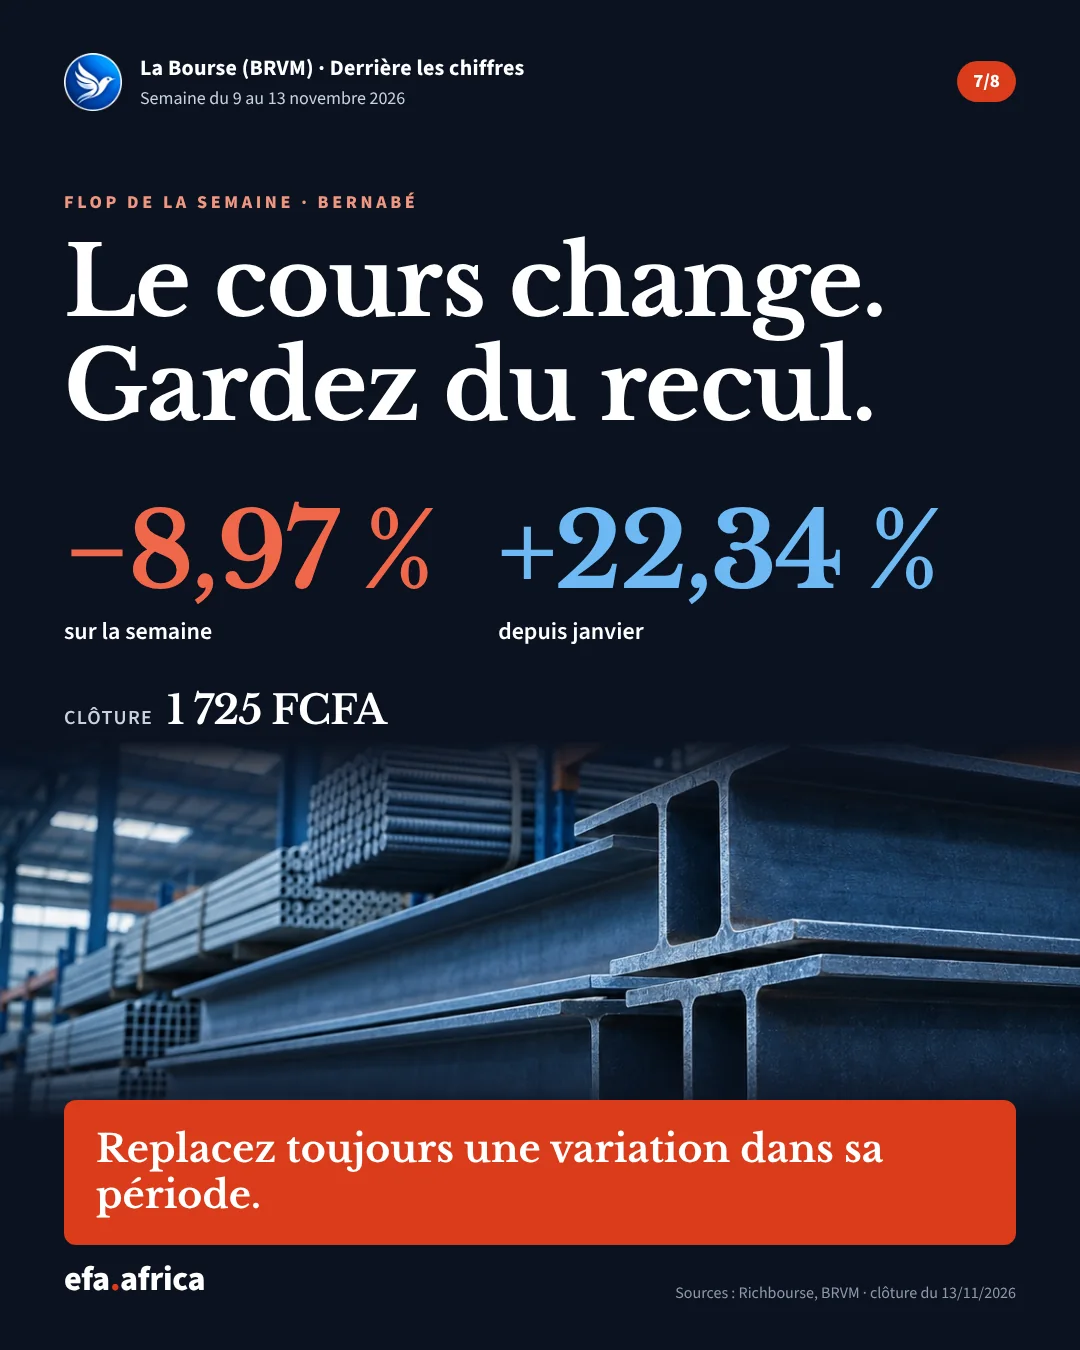 La Bourse (BRVM) · Derrière les chiffres
Semaine du 9 au 13 novembre 2026
7/8
FLOP DE LA SEMAINE · BERNABÉ
Le cours change.
Gardez du recul.
−8,97 % +22,34 %
sur la semaine depuis janvier
CLÔTURE 1 725 FCFA
Replacez toujours une variation dans sa
période.
efa.africa
Sources : Richbourse, BRVM · clôture du 13/11/2026